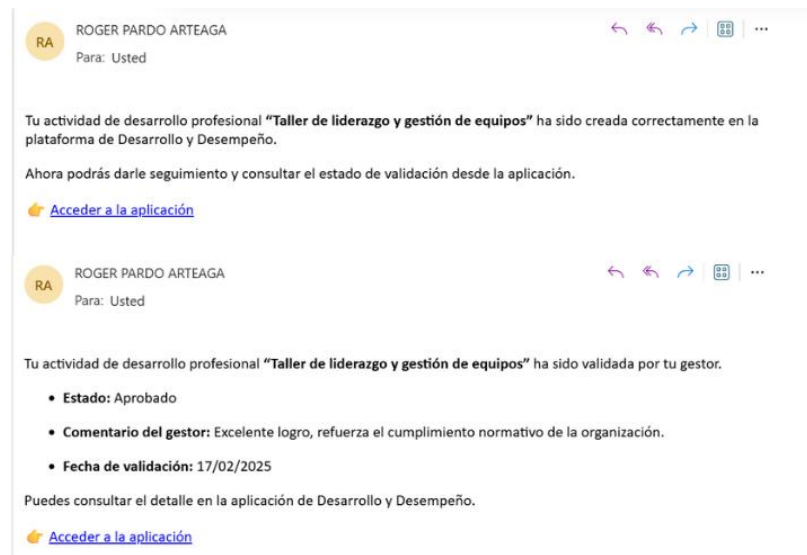 RA
ROGER PARDO ARTEAGA
Para: Usted
Tu actividad de desarrollo profesional “Taller de liderazgo y gestión de equipos” ha sido creada correctamente en la
plataforma de Desarrollo y Desempeño.
Ahora podrás darle seguimiento y consultar el estado de validación desde la aplicación.
👉 Acceder a la aplicación
RA
ROGER PARDO ARTEAGA
Para: Usted
Tu actividad de desarrollo profesional “Taller de liderazgo y gestión de equipos” ha sido validada por tu gestor.
• Estado: Aprobado
• Comentario del gestor: Excelente logro, refuerza el cumplimiento normativo de la organización.
• Fecha de validación: 17/02/2025
Puedes consultar el detalle en la aplicación de Desarrollo y Desempeño.
👉 Acceder a la aplicación